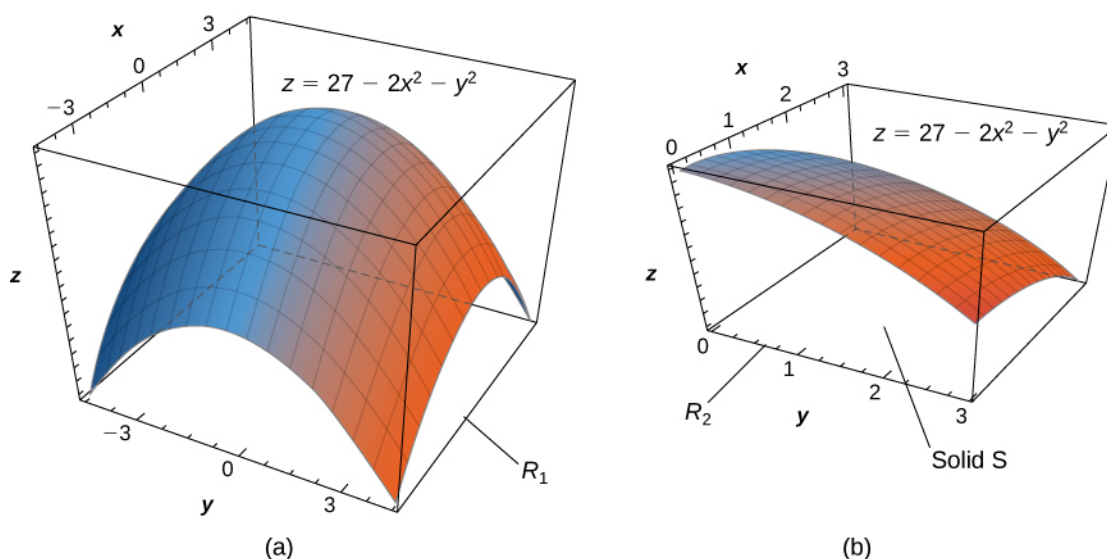 x
3
0
−3
z = 27 − 2x² − y²
z
−3
0
3
y
R₁
(a)
x
3
2
1
0
z = 27 − 2x² − y²
z
0
1
2
3
y
R₂
Solid S
(b)